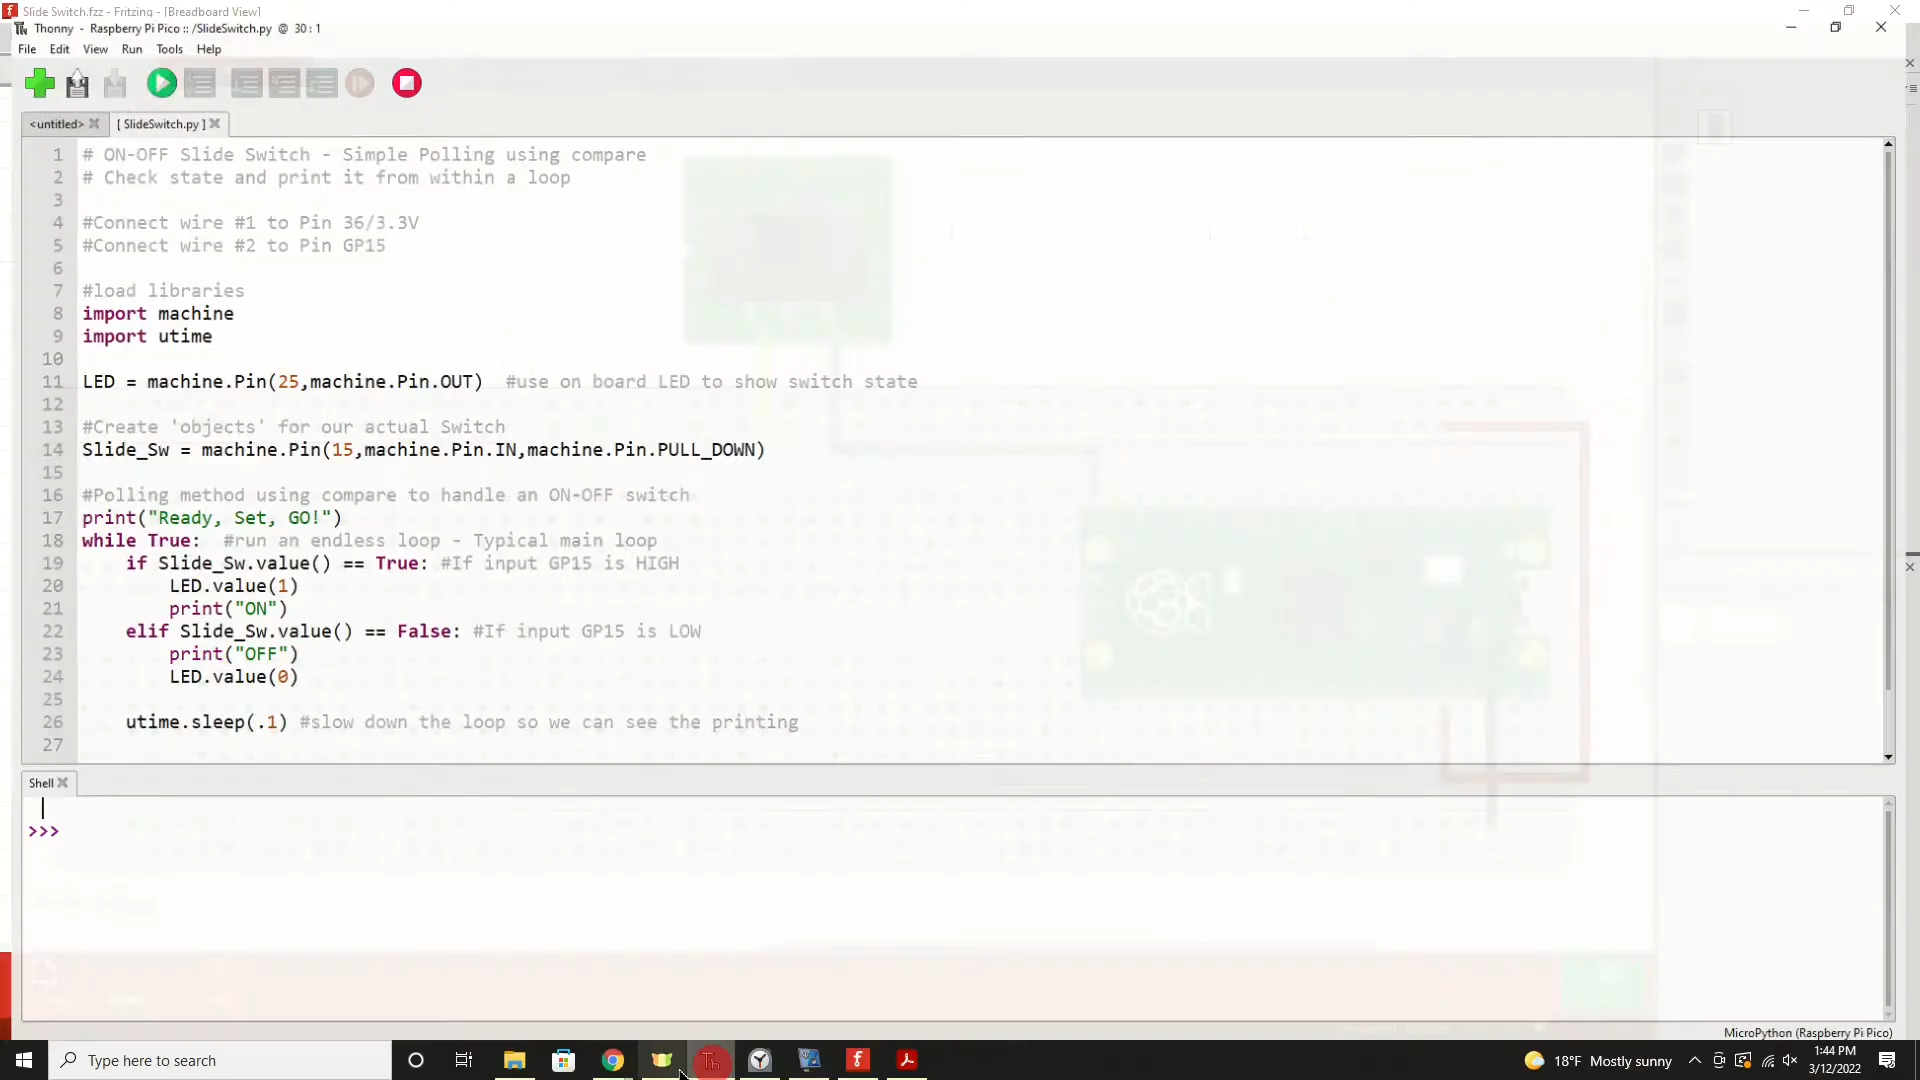 Slide Switch.fzz - Fritzing - [Breadboard View]
Thonny - Raspberry Pi Pico :: /SlideSwitch.py @ 30 : 1
File Edit View Run Tools Help
<untitled> [ SlideSwitch.py ]
1 # ON-OFF Slide Switch - Simple Polling using compare
2 # Check state and print it from within a loop
3
4 #Connect wire #1 to Pin 36/3.3V
5 #Connect wire #2 to Pin GP15
6
7 #load libraries
8 import machine
9 import utime
10
11 LED = machine.Pin(25,machine.Pin.OUT)  #use on board LED to show switch state
12
13 #Create 'objects' for our actual Switch
14 Slide_Sw = machine.Pin(15,machine.Pin.IN,machine.Pin.PULL_DOWN)
15
16 #Polling method using compare to handle an ON-OFF switch
17 print("Ready, Set, GO!")
18 while True:  #run an endless loop - Typical main loop
19     if Slide_Sw.value() == True: #If input GP15 is HIGH
20         LED.value(1)
21         print("ON")
22     elif Slide_Sw.value() == False: #If input GP15 is LOW
23         print("OFF")
24         LED.value(0)
25
26     utime.sleep(.1) #slow down the loop so we can see the printing
27
Shell
>>>
MicroPython (Raspberry Pi Pico)
Type here to search
Th
18°F Mostly sunny
1:44 PM
3/12/2022